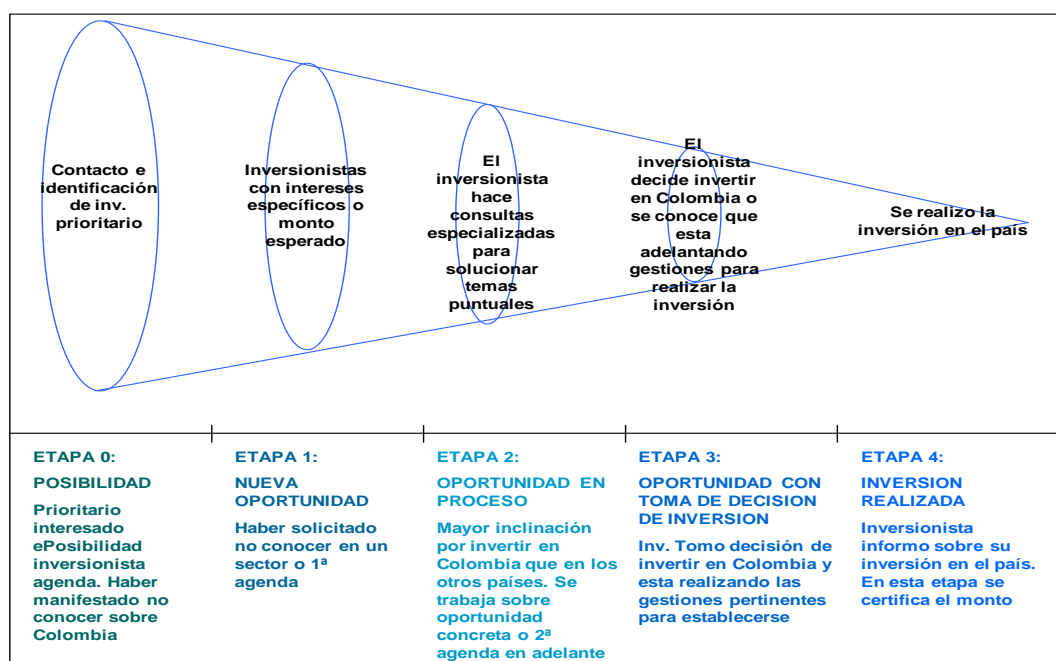 Contacto e
identificación
de inv.
prioritario
Inversionistas
con intereses
específicos o
monto
esperado
El
inversionista
hace
consultas
especializadas
para
solucionar
temas
puntuales
El
inversionista
decide invertir
en Colombia o
se conoce que
esta
adelantando
gestiones para
realizar la
inversión
Se realizo la
inversión en el país
ETAPA 0:
POSIBILIDAD
Prioritario
interesado
ePosibilidad
inversionista
agenda. Haber
manifestado no
conocer sobre
Colombia
ETAPA 1:
NUEVA
OPORTUNIDAD
Haber solicitado
no conocer en un
sector o 1ª
agenda
ETAPA 2:
OPORTUNIDAD EN
PROCESO
Mayor inclinación
por invertir en
Colombia que en los
otros países. Se
trabaja sobre
oportunidad
concreta o 2ª
agenda en adelante
ETAPA 3:
OPORTUNIDAD CON
TOMA DE DECISION
DE INVERSION
Inv. Tomo decisión de
invertir en Colombia y
esta realizando las
gestiones pertinentes
para establecerse
ETAPA 4:
INVERSION
REALIZADA
Inversionista
informo sobre su
inversión en el país.
En esta etapa se
certifica el monto